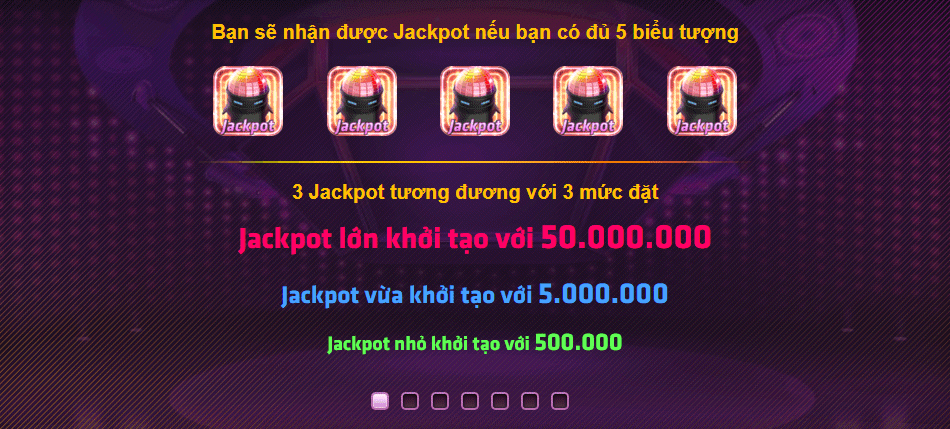 Bạn sẽ nhận được Jackpot nếu bạn có đủ 5 biểu tượng
Jackpot Jackpot Jackpot Jackpot Jackpot
3 Jackpot tương đương với 3 mức đặt
Jackpot lớn khởi tạo với 50.000.000
Jackpot vừa khởi tạo với 5.000.000
Jackpot nhỏ khởi tạo với 500.000